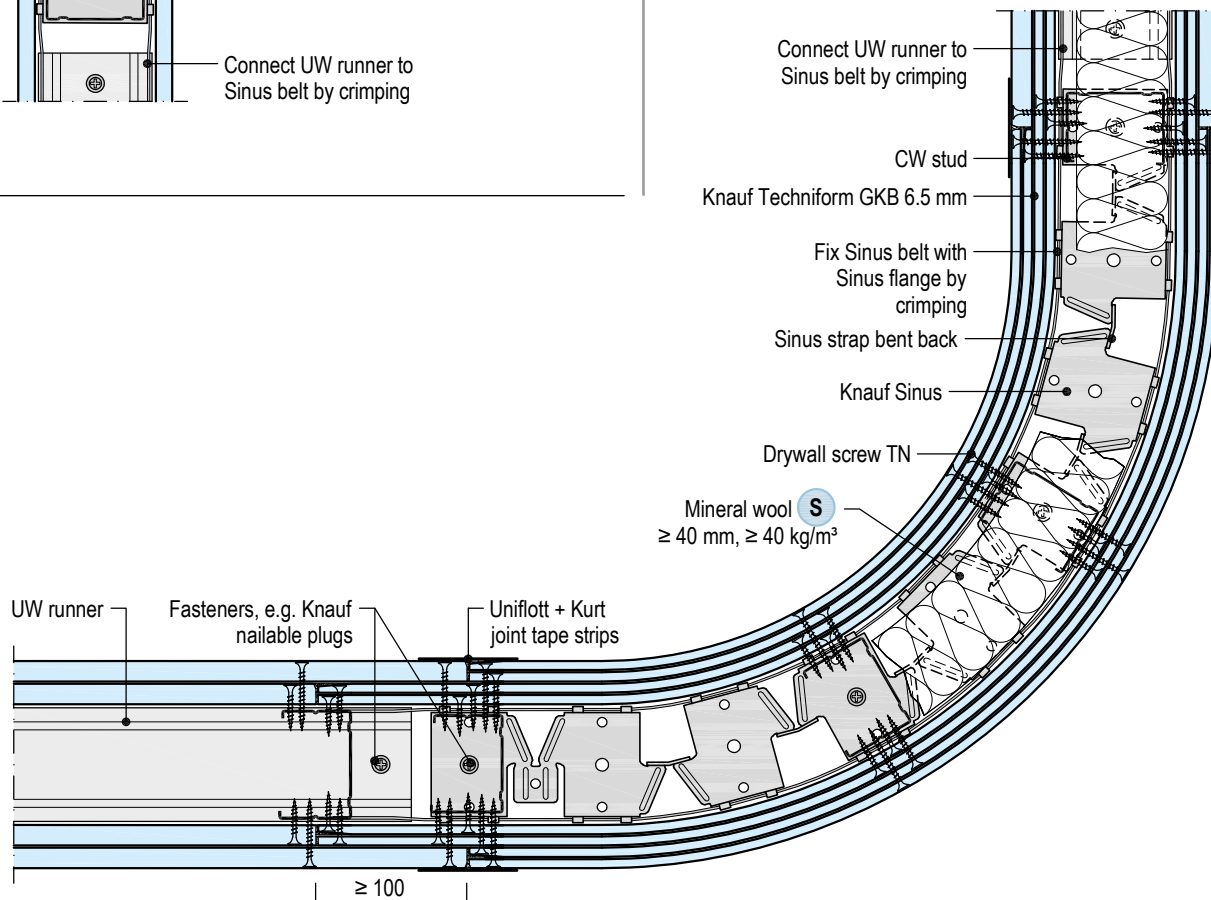 Connect UW runner to
Sinus belt by crimping
Connect UW runner to
Sinus belt by crimping
CW stud
Knauf Techniform GKB 6.5 mm
Fix Sinus belt with
Sinus flange by
crimping
Sinus strap bent back
Knauf Sinus
Drywall screw TN
Mineral wool S
≥ 40 mm, ≥ 40 kg/m³
UW runner
Fasteners, e.g. Knauf
nailable plugs
Uniflott + Kurt
joint tape strips
≥ 100